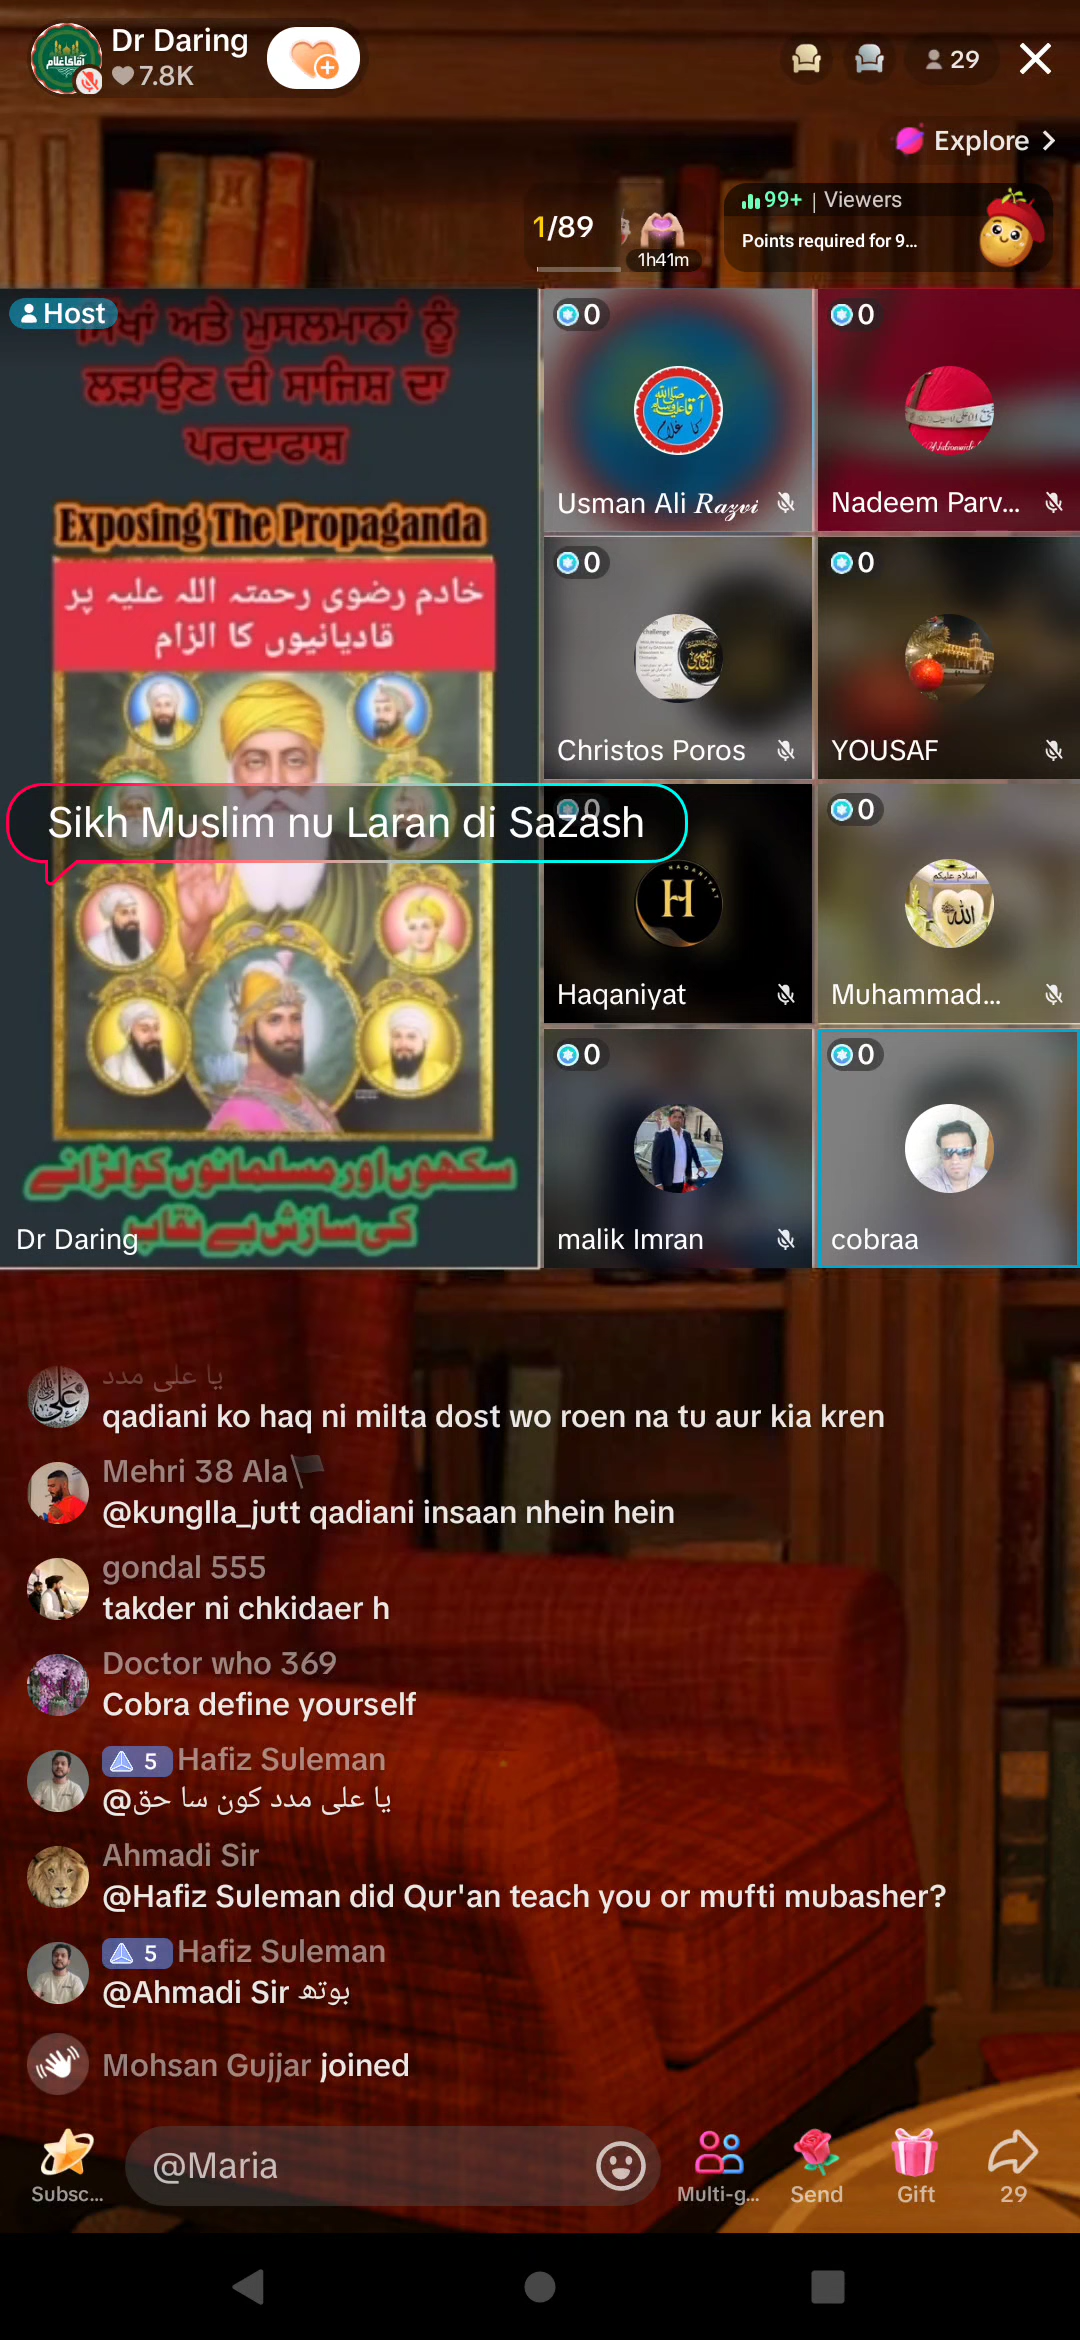 Dr Daring
7.8K
29
Explore
1/89
1h41m
99+ | Viewers
Points required for 9...
Host
ਸਿੱਖਾਂ ਅਤੇ ਮੁਸਲਮਾਨਾਂ ਨੂੰ
ਲੜਾਉਣ ਦੀ ਸਾਜਿਸ਼ ਦਾ
ਪਰਦਾਫਾਸ਼
Exposing The Propaganda
خادم رضوی رحمتہ اللہ علیہ پر
قادیانیوں کا الزام
Sikh Muslim nu Laran di Sazash
سکھوں اور مسلمانوں کو لڑانے
کی سازش بے نقاب
Dr Daring
0
Usman Ali Razvi
0
Nadeem Parv...
0
Christos Poros
0
YOUSAF
0
H
Haqaniyat
0
اسلام علیکم
الله
Muhammad...
0
malik Imran
0
cobraa
یا علی مدد
qadiani ko haq ni milta dost wo roen na tu aur kia kren
Mehri 38 Ala
@kunglla_jutt qadiani insaan nhein hein
gondal 555
takder ni chkidaer h
Doctor who 369
Cobra define yourself
5 Hafiz Suleman
@یا علی مدد کون سا حق
Ahmadi Sir
@Hafiz Suleman did Qur'an teach you or mufti mubasher?
5 Hafiz Suleman
@Ahmadi Sir بوتھ
Mohsan Gujjar joined
Subsc...
@Maria
Multi-g...
Send
Gift
29